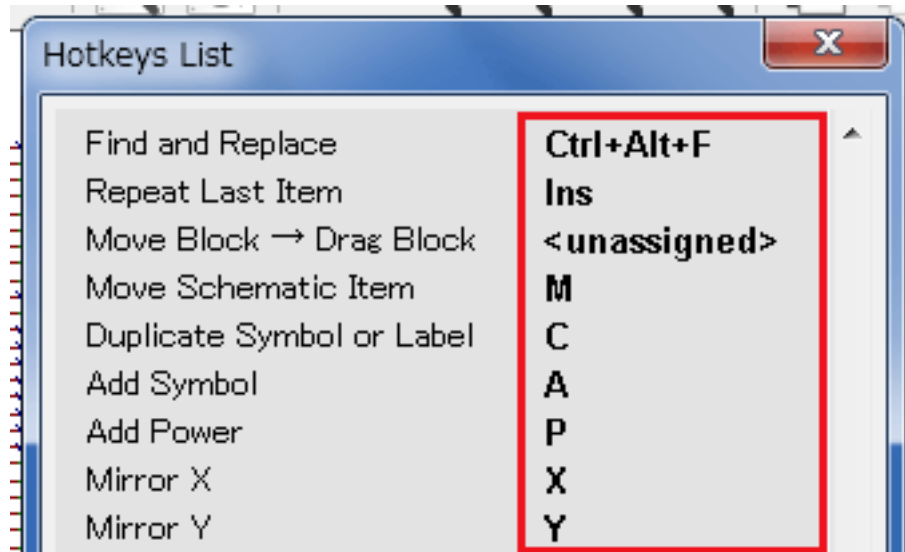 Hotkeys List
Find and Replace Ctrl+Alt+F
Repeat Last Item Ins
Move Block → Drag Block <unassigned>
Move Schematic Item M
Duplicate Symbol or Label C
Add Symbol A
Add Power P
Mirror X X
Mirror Y Y